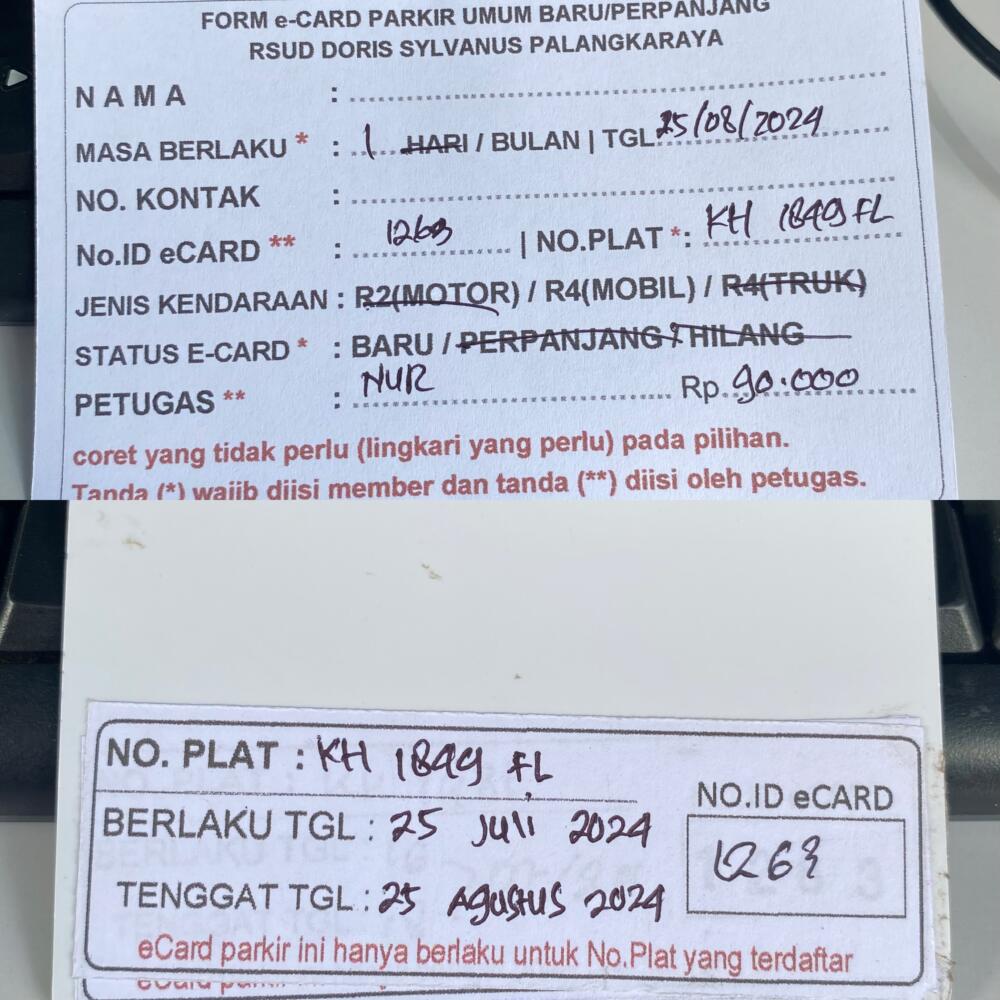 FORM e-CARD PARKIR UMUM BARU/PERPANJANG
RSUD DORIS SYLVANUS PALANGKARAYA
NAMA :
MASA BERLAKU * : 1 HARI / BULAN | TGL. 25/08/2024
NO. KONTAK :
No.ID eCARD ** : 1263 | NO.PLAT *: KH 1849 FL
JENIS KENDARAAN : R2(MOTOR) / R4(MOBIL) / R4(TRUK)
STATUS E-CARD * : BARU / PERPANJANG / HILANG
PETUGAS ** : NUR Rp. 90.000
coret yang tidak perlu (lingkari yang perlu) pada pilihan.
Tanda (*) wajib diisi member dan tanda (**) diisi oleh petugas.
NO. PLAT : KH 1849 FL
BERLAKU TGL : 25 Juli 2024
TENGGAT TGL : 25 Agustus 2024
NO.ID eCARD
1263
eCard parkir ini hanya berlaku untuk No.Plat yang terdaftar